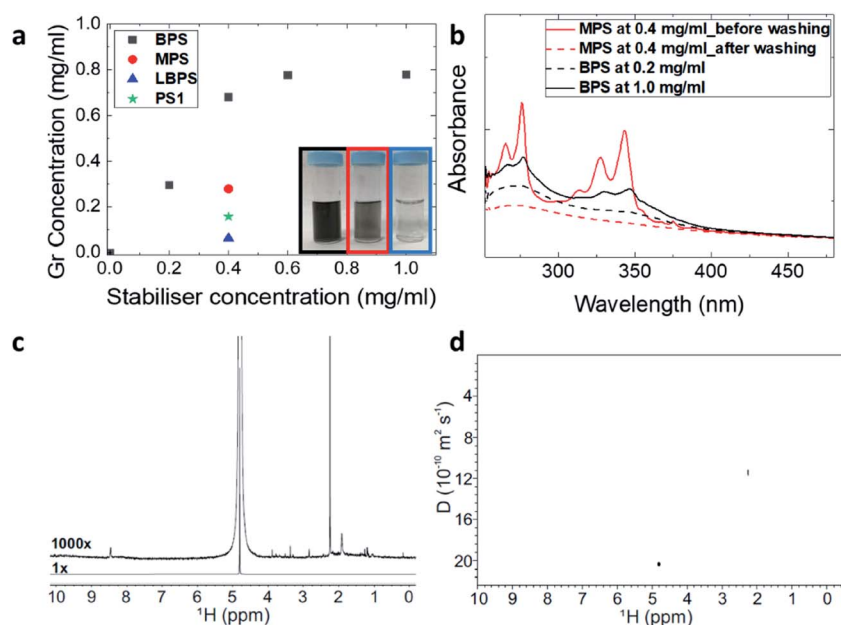 a
BPS
MPS
LBPS
PS1
Gr Concentration (mg/ml)
1.0
0.8
0.6
0.4
0.2
0.0
0.0 0.2 0.4 0.6 0.8 1.0
Stabiliser concentration (mg/ml)
b
MPS at 0.4 mg/ml_before washing
MPS at 0.4 mg/ml_after washing
BPS at 0.2 mg/ml
BPS at 1.0 mg/ml
Absorbance
300 350 400 450
Wavelength (nm)
c
1000x
1x
10 9 8 7 6 5 4 3 2 1 0
¹H (ppm)
d
D (10⁻¹⁰ m² s⁻¹)
4
8
12
16
20
10 9 8 7 6 5 4 3 2 1 0
¹H (ppm)